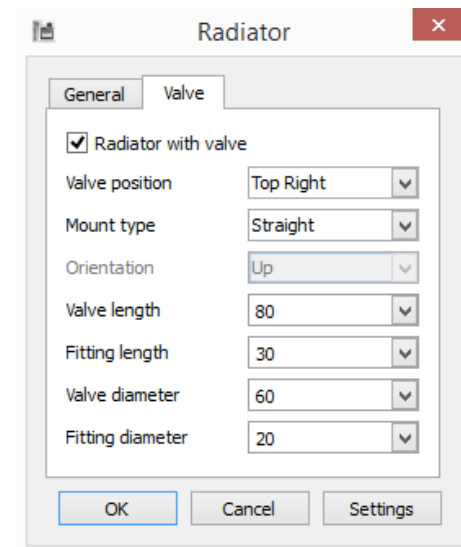 Radiator
General Valve
Radiator with valve
Valve position Top Right
Mount type Straight
Orientation Up
Valve length 80
Fitting length 30
Valve diameter 60
Fitting diameter 20
OK Cancel Settings